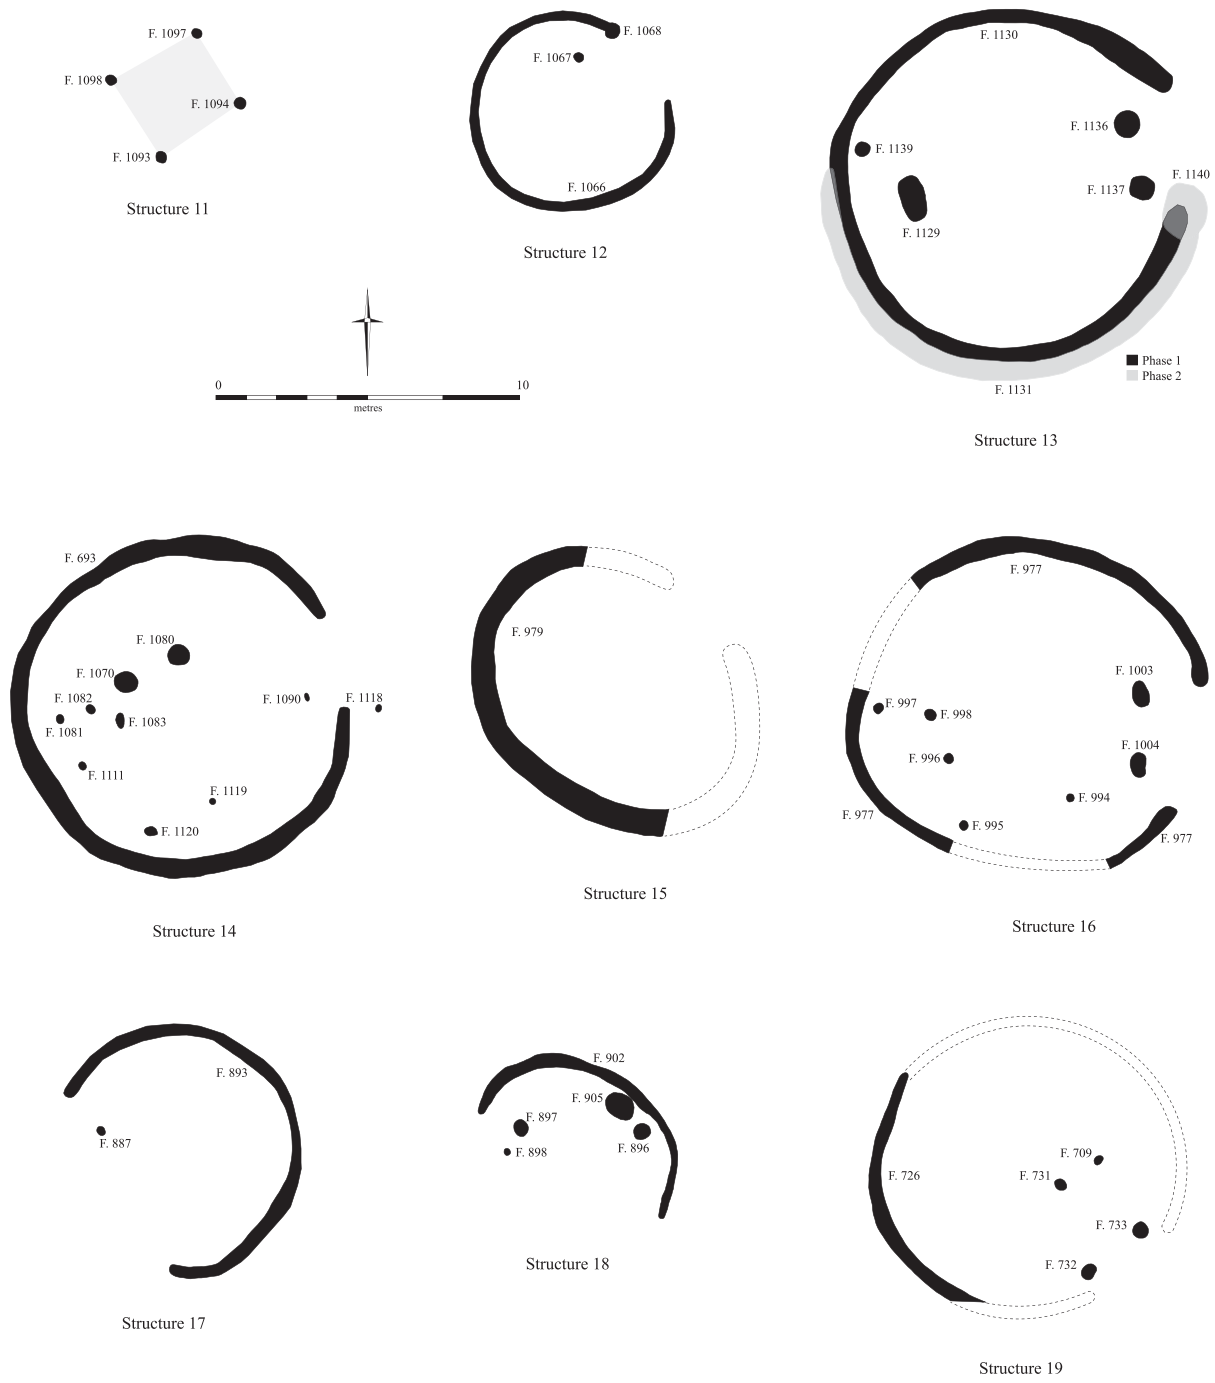 F. 1097
F. 1098
F. 1094
F. 1093
Structure 11
F. 1068
F. 1067
F. 1066
Structure 12
F. 1130
F. 1136
F. 1139
F. 1140
F. 1137
F. 1129
Phase 1
Phase 2
F. 1131
Structure 13
0
10
metres
F. 693
F. 1080
F. 1070
F. 1082
F. 1090
F. 1118
F. 1083
F. 1081
F. 1111
F. 1119
F. 1120
Structure 14
F. 979
Structure 15
F. 977
F. 1003
F. 997
F. 998
F. 1004
F. 996
F. 994
F. 977
F. 995
F. 977
Structure 16
F. 893
F. 887
Structure 17
F. 902
F. 905
F. 897
F. 896
F. 898
Structure 18
F. 709
F. 726
F. 731
F. 733
F. 732
Structure 19